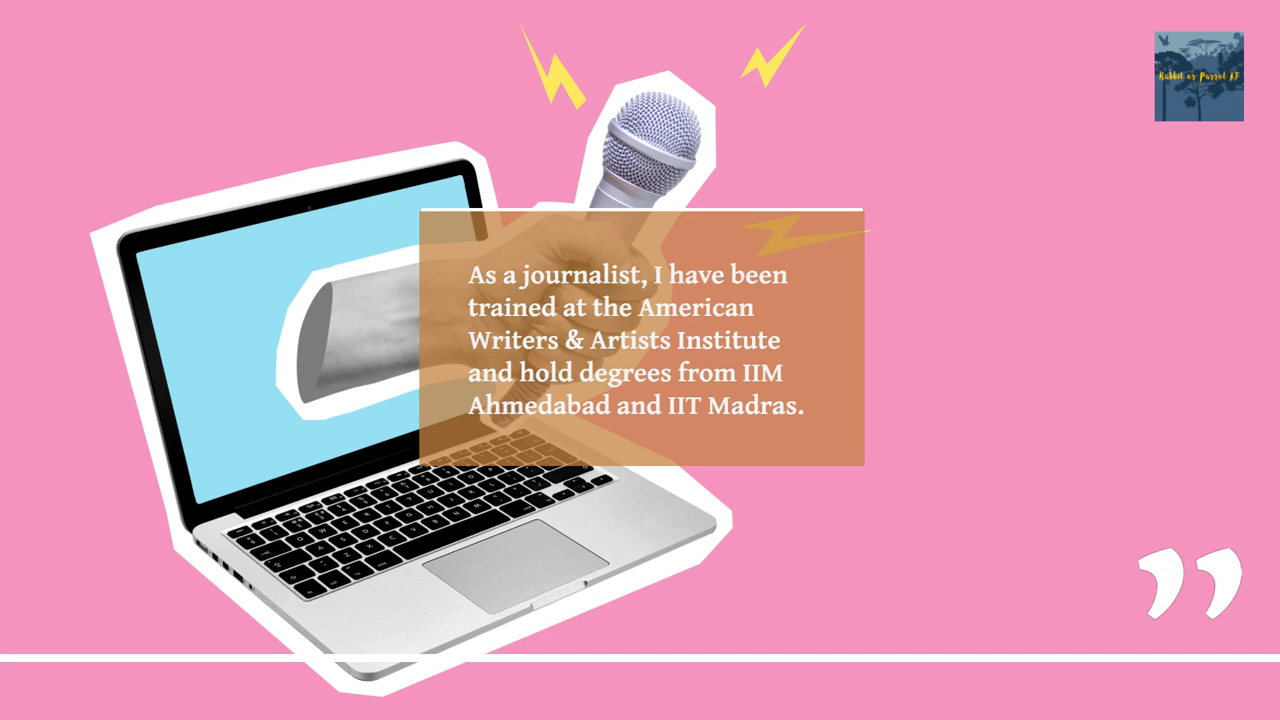 Rabbit or Parrot AT
As a journalist, I have been
trained at the American
Writers & Artists Institute
and hold degrees from IIM
Ahmedabad and IIT Madras.
”